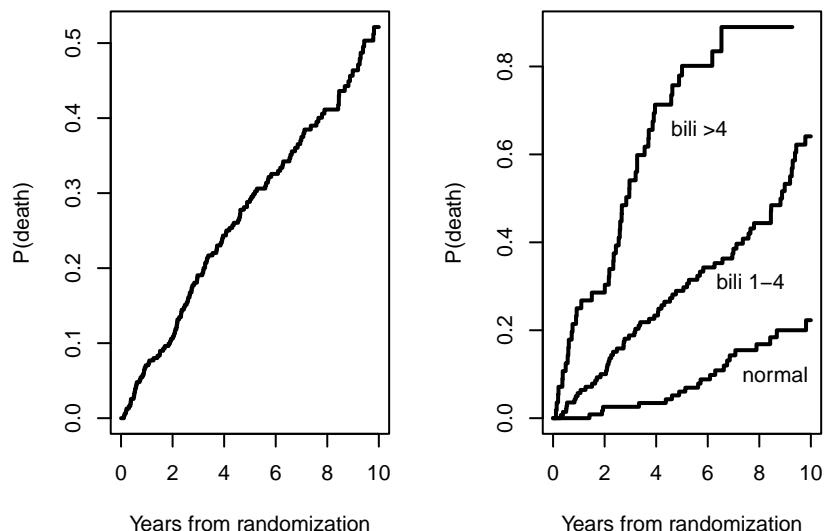 0.5
0.4
0.3
0.2
0.1
0.0
P(death)
0 2 4 6 8 10
Years from randomization
0.8
0.6
0.4
0.2
0.0
P(death)
bili >4
bili 1−4
normal
0 2 4 6 8 10
Years from randomization